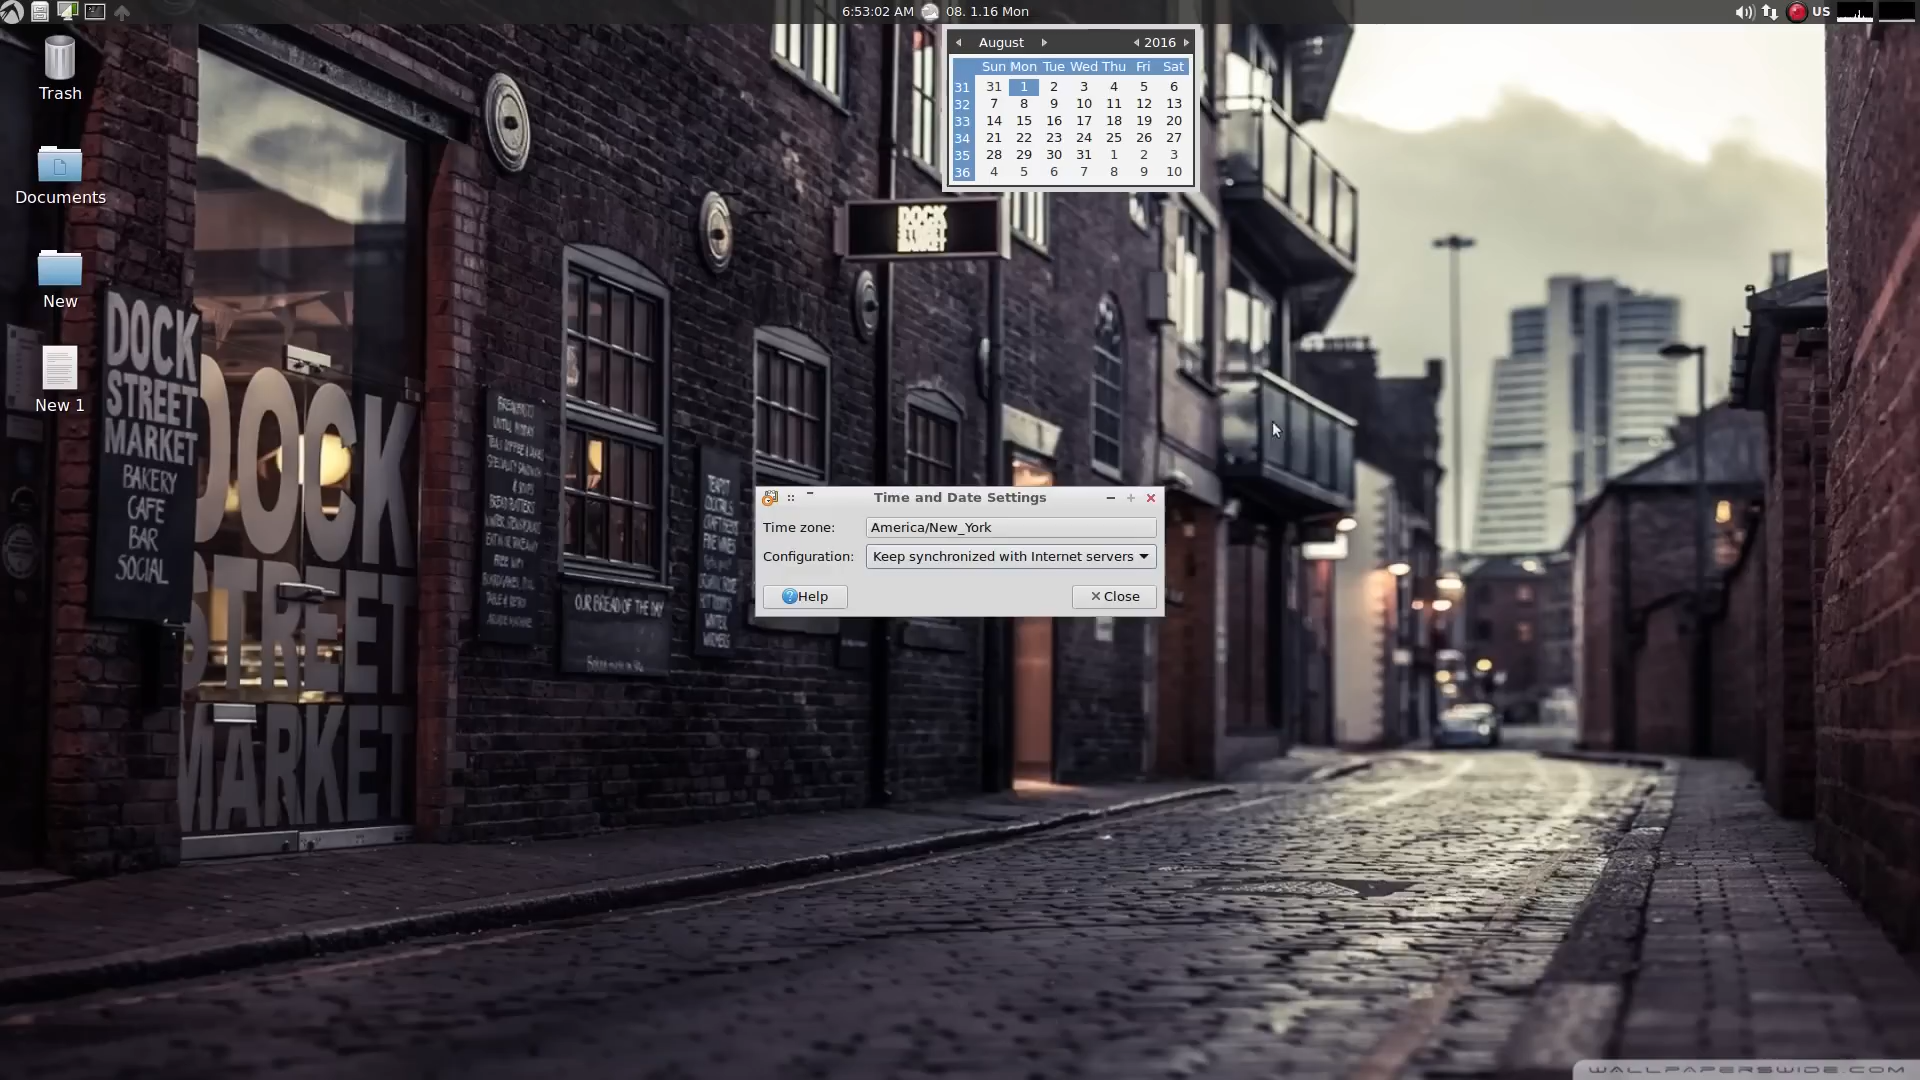 6:53:02 AM 08. 1.16 Mon
US
Trash
Documents
New
New 1
August 2016
Sun Mon Tue Wed Thu Fri Sat
31 31 1 2 3 4 5 6
32 7 8 9 10 11 12 13
33 14 15 16 17 18 19 20
34 21 22 23 24 25 26 27
35 28 29 30 31 1 2 3
36 4 5 6 7 8 9 10
DOCK
STREET
MARKET
DOCK
STREET
MARKET
BAKERY
CAFE
BAR
SOCIAL
DOCK
STREET
MARKET
OUR BREAD OF THE DAY
Time and Date Settings
Time zone: America/New_York
Configuration: Keep synchronized with Internet servers
Help
Close
WALLPAPERSWIDE.COM